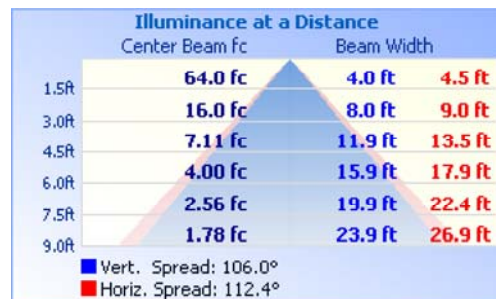 Illuminance at a Distance
Center Beam fc Beam Width
1.5ft 64.0 fc 4.0 ft 4.5 ft
3.0ft 16.0 fc 8.0 ft 9.0 ft
4.5ft 7.11 fc 11.9 ft 13.5 ft
6.0ft 4.00 fc 15.9 ft 17.9 ft
7.5ft 2.56 fc 19.9 ft 22.4 ft
9.0ft 1.78 fc 23.9 ft 26.9 ft
Vert. Spread: 106.0°
Horiz. Spread: 112.4°